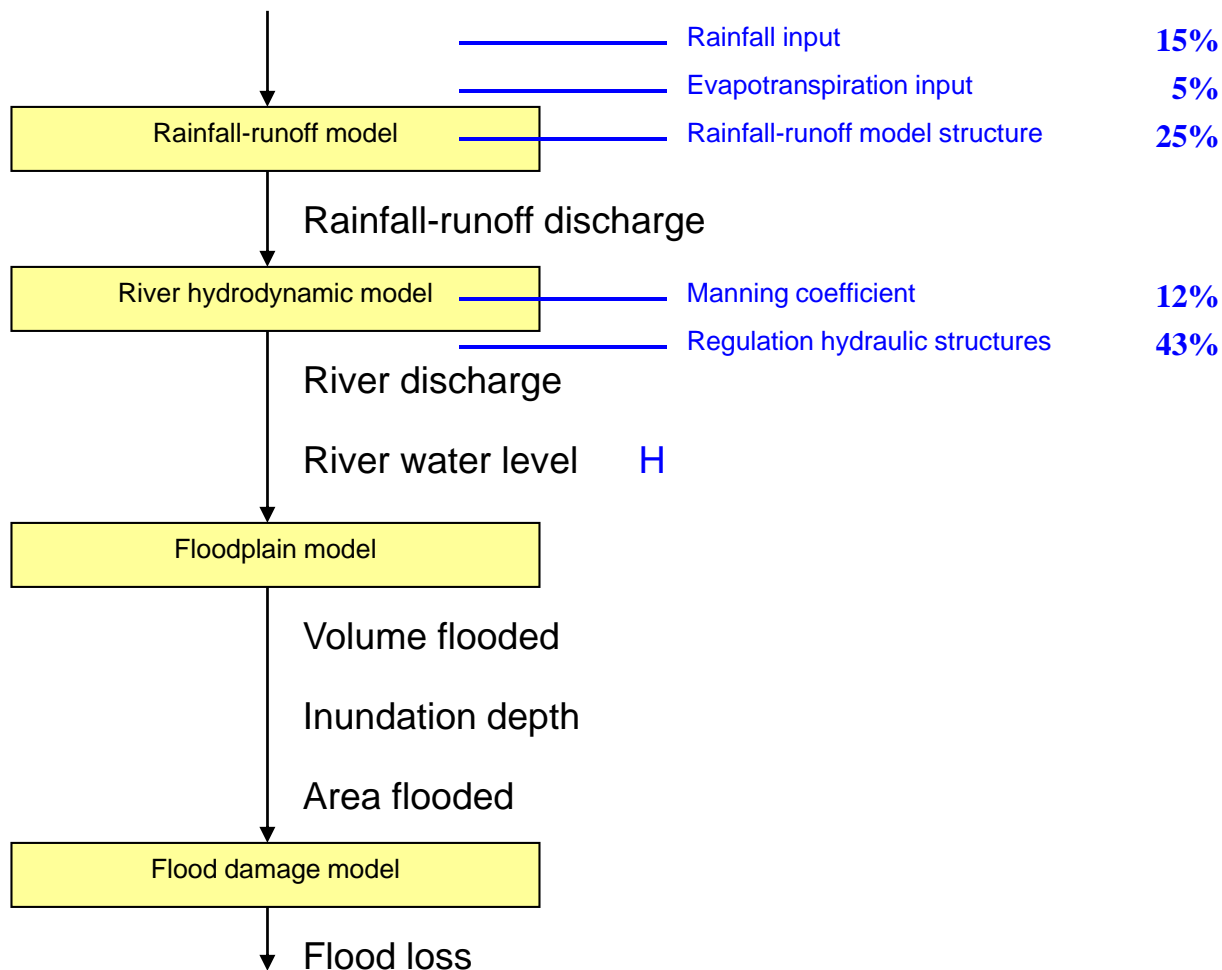 Rainfall input 15%
Evapotranspiration input 5%
Rainfall-runoff model Rainfall-runoff model structure 25%
Rainfall-runoff discharge
River hydrodynamic model Manning coefficient 12%
Regulation hydraulic structures 43%
River discharge
River water level H
Floodplain model
Volume flooded
Inundation depth
Area flooded
Flood damage model
Flood loss